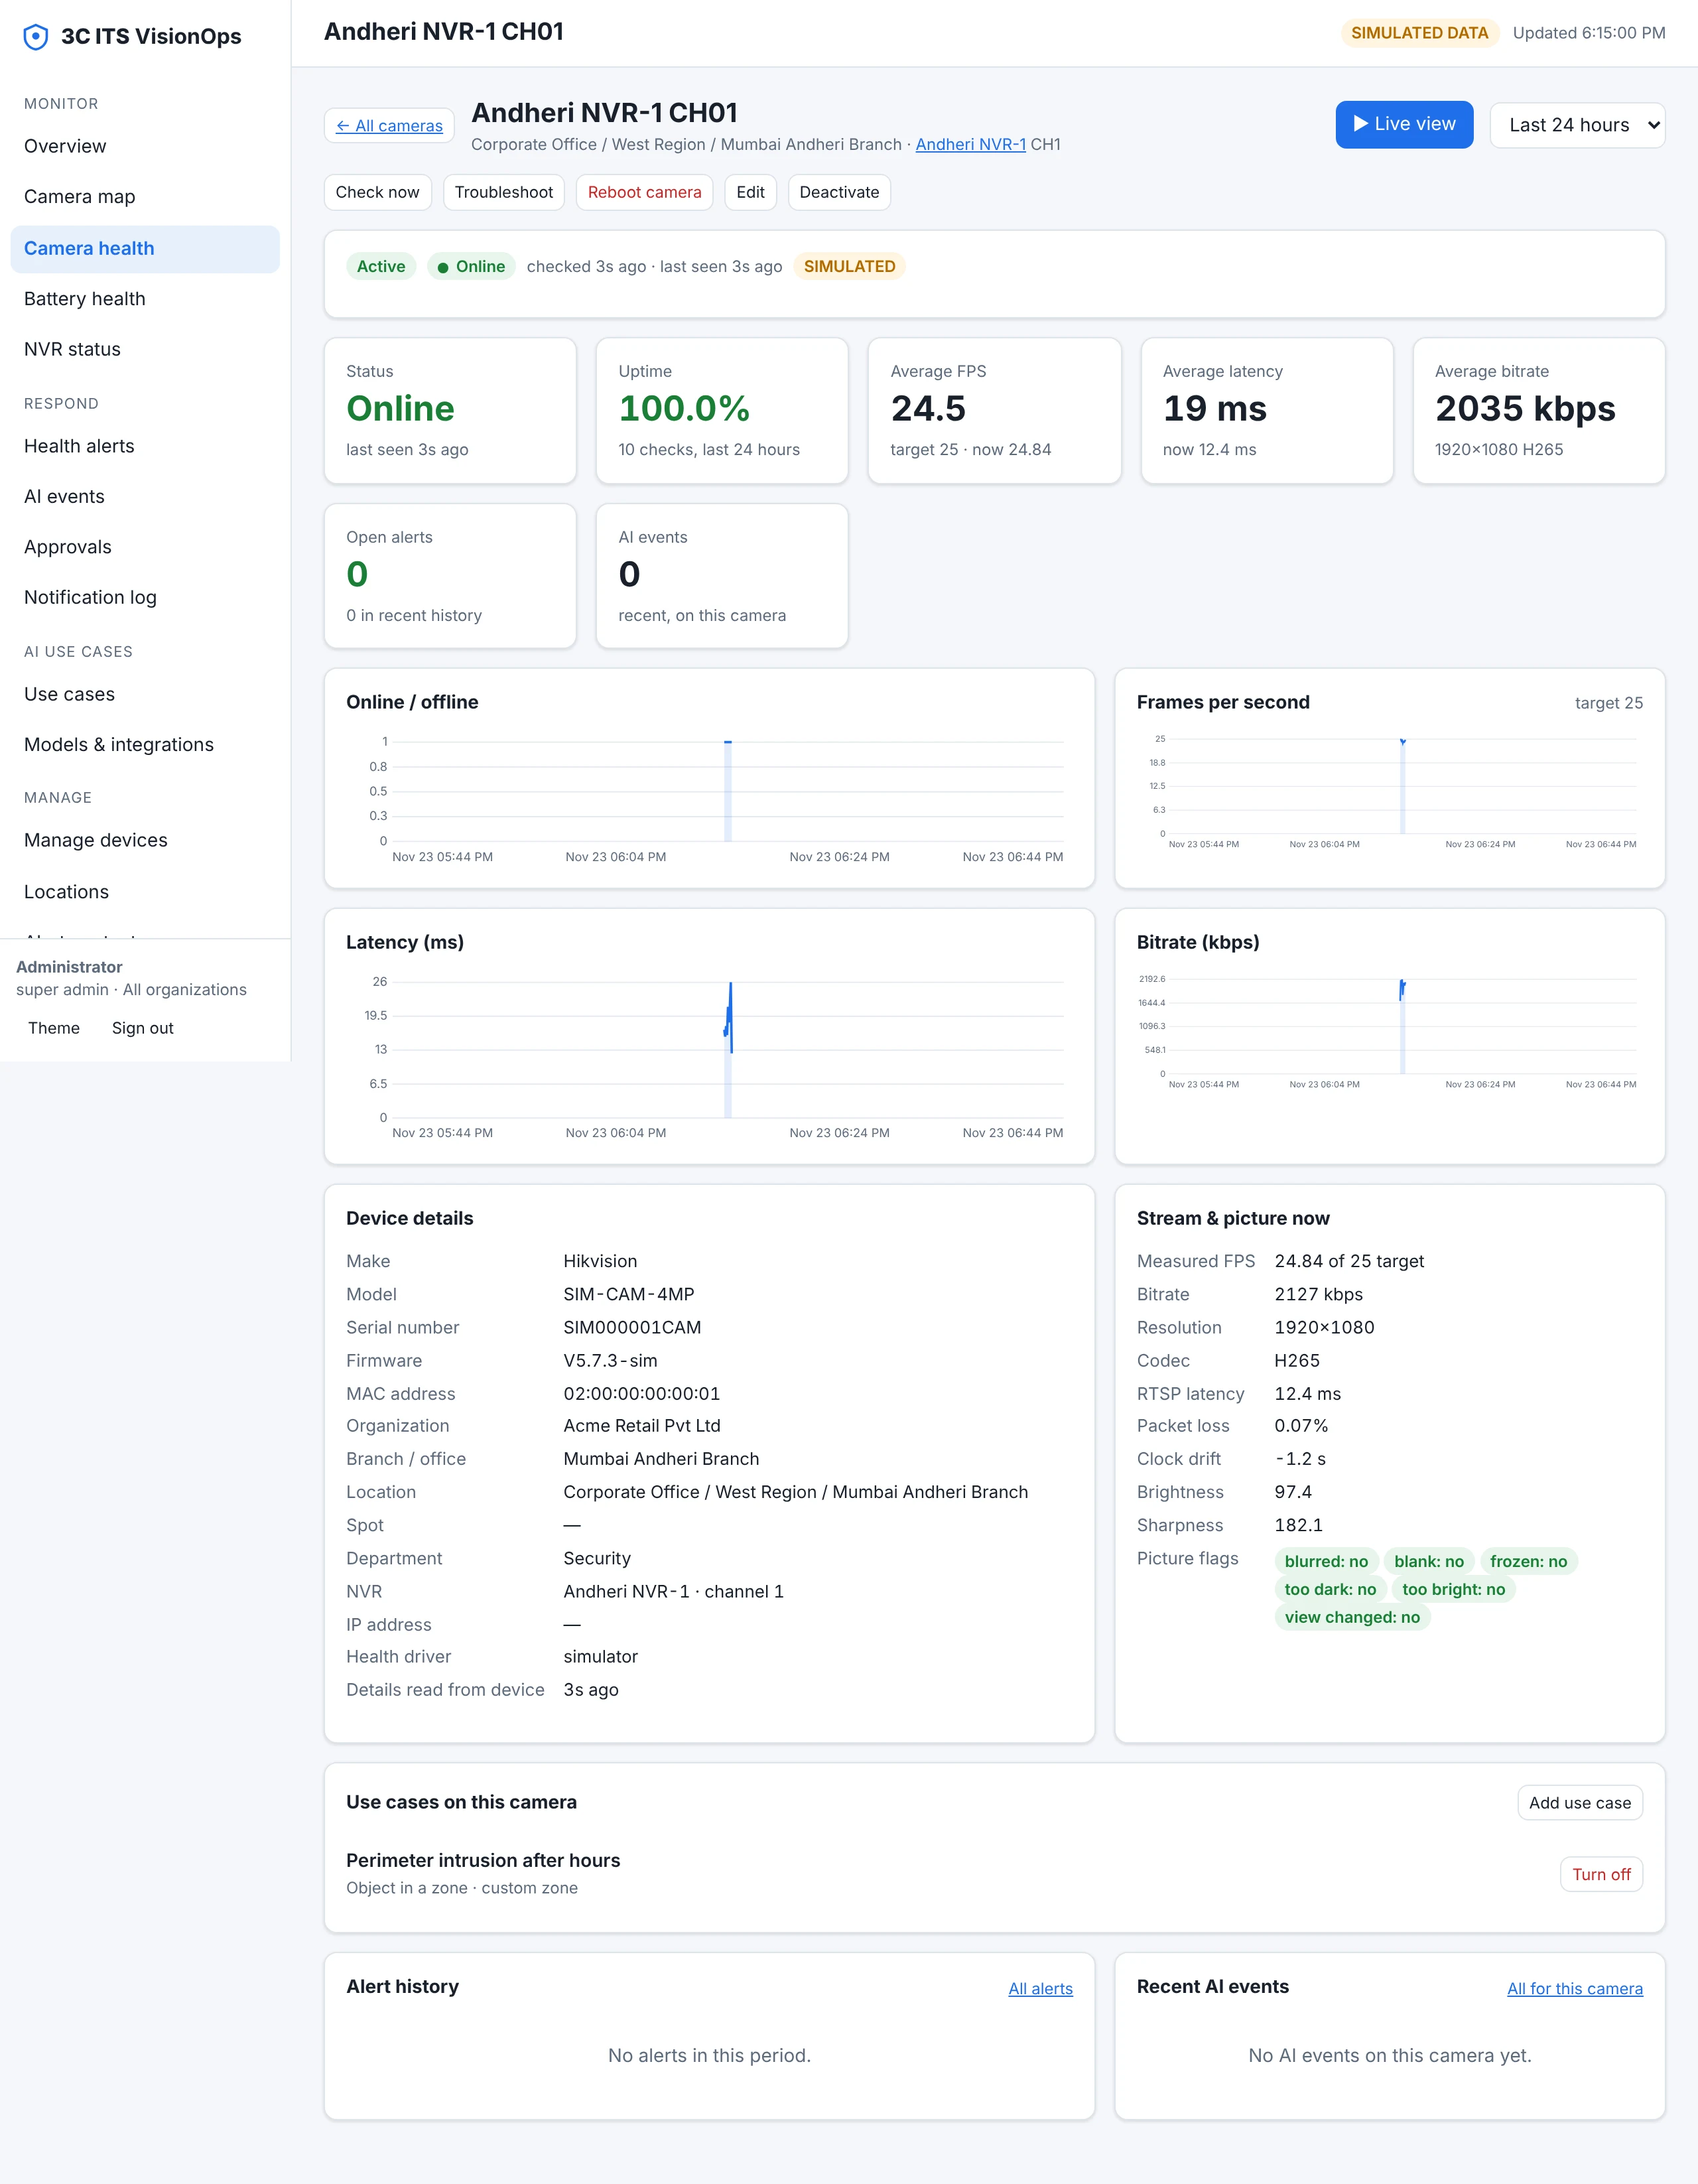 3C ITS VisionOps
MONITOR
Overview
Camera map
Camera health
Battery health
NVR status
RESPOND
Health alerts
AI events
Approvals
Notification log
AI USE CASES
Use cases
Models & integrations
MANAGE
Manage devices
Locations
Administrator
super admin · All organizations
Theme Sign out
Andheri NVR-1 CH01
SIMULATED DATA Updated 6:15:00 PM
← All cameras
Andheri NVR-1 CH01
Corporate Office / West Region / Mumbai Andheri Branch · Andheri NVR-1 CH1
▶ Live view
Last 24 hours
Check now Troubleshoot Reboot camera Edit Deactivate
Active ● Online checked 3s ago · last seen 3s ago SIMULATED
Status
Online
last seen 3s ago
Uptime
100.0%
10 checks, last 24 hours
Average FPS
24.5
target 25 · now 24.84
Average latency
19 ms
now 12.4 ms
Average bitrate
2035 kbps
1920×1080 H265
Open alerts
0
0 in recent history
AI events
0
recent, on this camera
Online / offline
1
0.8
0.5
0.3
0
Nov 23 05:44 PM Nov 23 06:04 PM Nov 23 06:24 PM Nov 23 06:44 PM
Frames per second target 25
25
18.8
12.5
6.3
0
Nov 23 05:44 PM Nov 23 06:04 PM Nov 23 06:24 PM Nov 23 06:44 PM
Latency (ms)
26
19.5
13
6.5
0
Nov 23 05:44 PM Nov 23 06:04 PM Nov 23 06:24 PM Nov 23 06:44 PM
Bitrate (kbps)
2192.6
1644.4
1096.3
548.1
0
Nov 23 05:44 PM Nov 23 06:04 PM Nov 23 06:24 PM Nov 23 06:44 PM
Device details
Make Hikvision
Model SIM-CAM-4MP
Serial number SIM000001CAM
Firmware V5.7.3-sim
MAC address 02:00:00:00:00:01
Organization Acme Retail Pvt Ltd
Branch / office Mumbai Andheri Branch
Location Corporate Office / West Region / Mumbai Andheri Branch
Spot —
Department Security
NVR Andheri NVR-1 · channel 1
IP address —
Health driver simulator
Details read from device 3s ago
Stream & picture now
Measured FPS 24.84 of 25 target
Bitrate 2127 kbps
Resolution 1920×1080
Codec H265
RTSP latency 12.4 ms
Packet loss 0.07%
Clock drift -1.2 s
Brightness 97.4
Sharpness 182.1
Picture flags blurred: no blank: no frozen: no
too dark: no too bright: no
view changed: no
Use cases on this camera Add use case
Perimeter intrusion after hours
Object in a zone · custom zone
Turn off
Alert history All alerts
No alerts in this period.
Recent AI events All for this camera
No AI events on this camera yet.